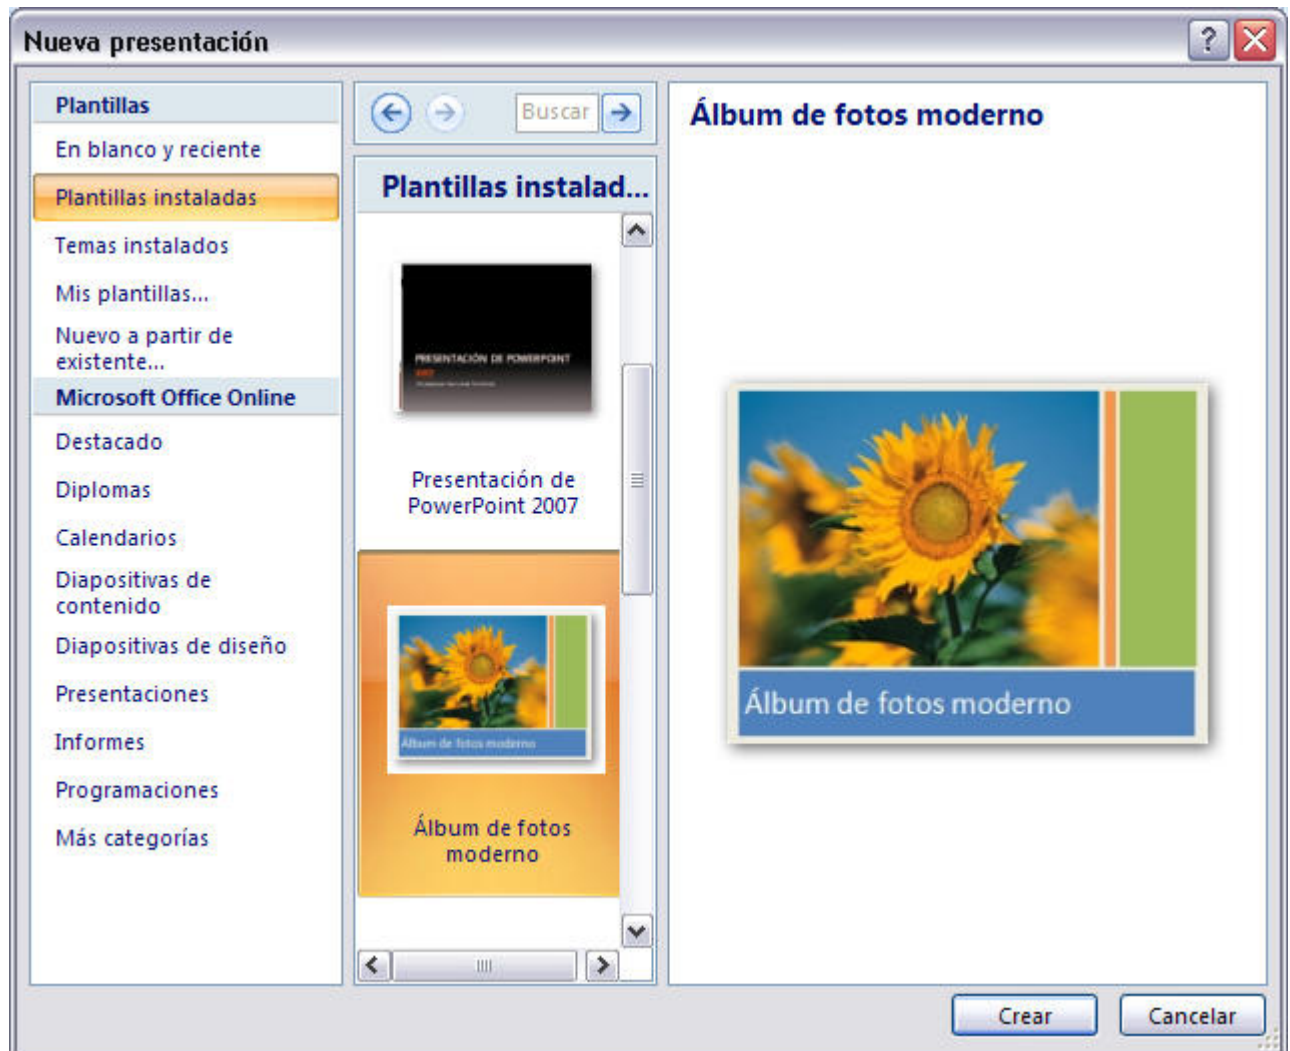 Nueva presentación
Plantillas
En blanco y reciente
Plantillas instaladas
Temas instalados
Mis plantillas...
Nuevo a partir de
existente...
Microsoft Office Online
Destacado
Diplomas
Calendarios
Diapositivas de
contenido
Diapositivas de diseño
Presentaciones
Informes
Programaciones
Más categorías
Buscar
Plantillas instalad...
PRESENTACIÓN DE POWERPOINT
2007
Presentación de
PowerPoint 2007
Álbum de fotos moderno
Álbum de fotos
moderno
Álbum de fotos moderno
Álbum de fotos moderno
Crear
Cancelar